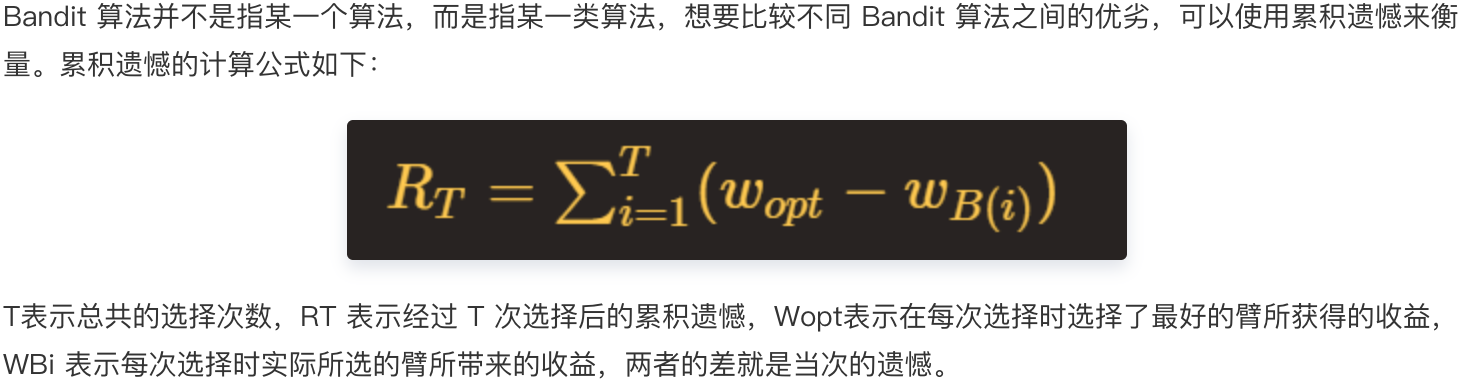 Bandit 算法并不是指某一个算法，而是指某一类算法，想要比较不同 Bandit 算法之间的优劣，可以使用累积遗憾来衡
量。累积遗憾的计算公式如下：
R_T = ∑_{i=1}^T (w_{opt} − w_{B(i)})
T表示总共的选择次数，RT 表示经过 T 次选择后的累积遗憾，Wopt表示在每次选择时选择了最好的臂所获得的收益，
WBi 表示每次选择时实际所选的臂所带来的收益，两者的差就是当次的遗憾。